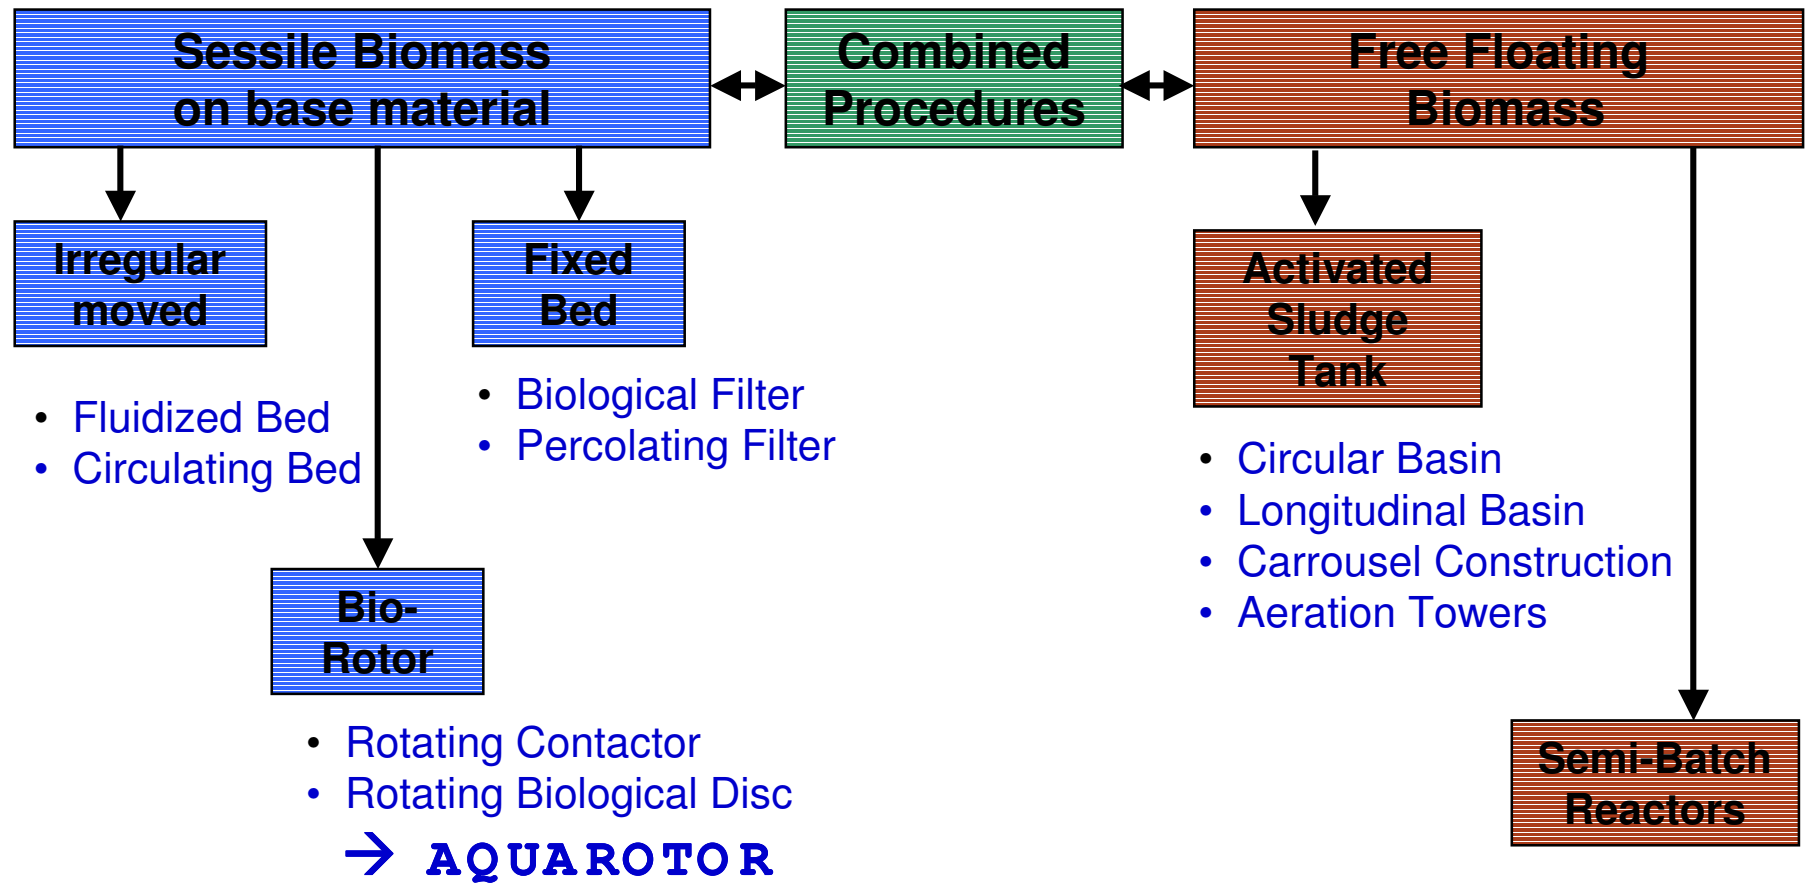 Sessile Biomass
on base material
Combined
Procedures
Free Floating
Biomass
Irregular
moved
Fixed
Bed
Activated
Sludge
Tank
• Fluidized Bed
• Circulating Bed
• Biological Filter
• Percolating Filter
• Circular Basin
• Longitudinal Basin
• Carrousel Construction
• Aeration Towers
Bio-
Rotor
• Rotating Contactor
• Rotating Biological Disc
→ AQUAROTOR
Semi-Batch
Reactors